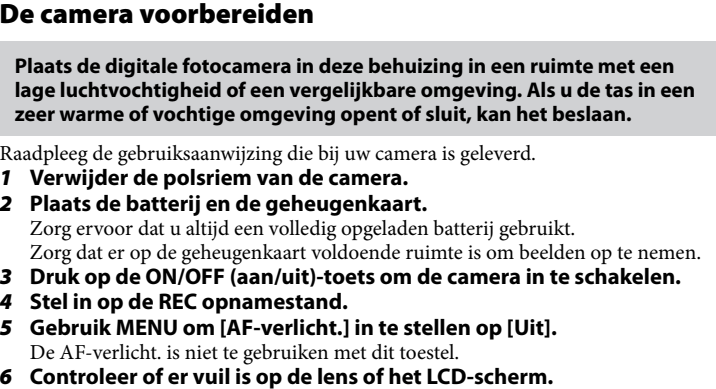 De camera voorbereiden
Plaats de digitale fotocamera in deze behuizing in een ruimte met een
lage luchtvochtigheid of een vergelijkbare omgeving. Als u de tas in een
zeer warme of vochtige omgeving opent of sluit, kan het beslaan.
Raadpleeg de gebruiksaanwijzing die bij uw camera is geleverd.
1 Verwijder de polsriem van de camera.
2 Plaats de batterij en de geheugenkaart.
Zorg ervoor dat u altijd een volledig opgeladen batterij gebruikt.
Zorg dat er op de geheugenkaart voldoende ruimte is om beelden op te nemen.
3 Druk op de ON/OFF (aan/uit)-toets om de camera in te schakelen.
4 Stel in op de REC opnamestand.
5 Gebruik MENU om [AF-verlicht.] in te stellen op [Uit].
De AF-verlicht. is niet te gebruiken met dit toestel.
6 Controleer of er vuil is op de lens of het LCD-scherm.